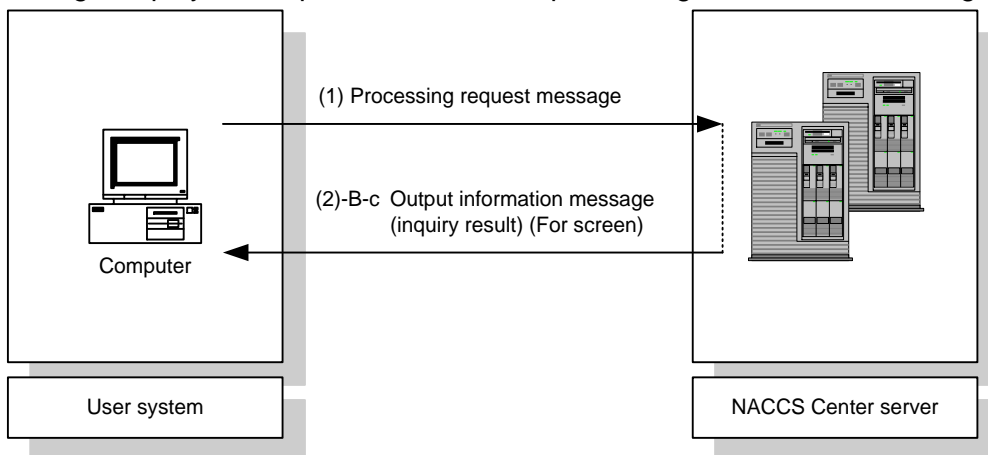 (1) Processing request message
(2)-B-c Output information message
(inquiry result) (For screen)
Computer
User system
NACCS Center server